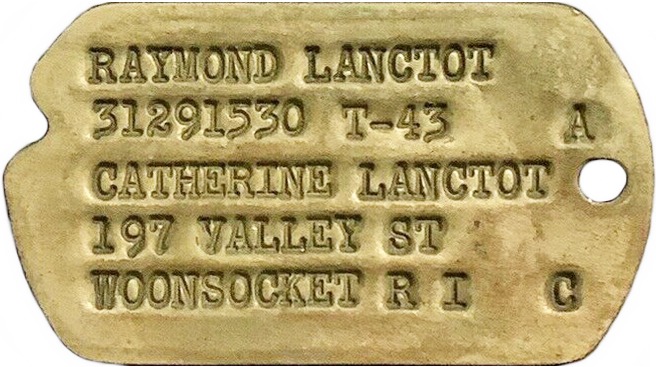 RAYMOND LANCTOT
31291530 T-43 A
CATHERINE LANCTOT
197 VALLEY ST
WOONSOCKET R I C